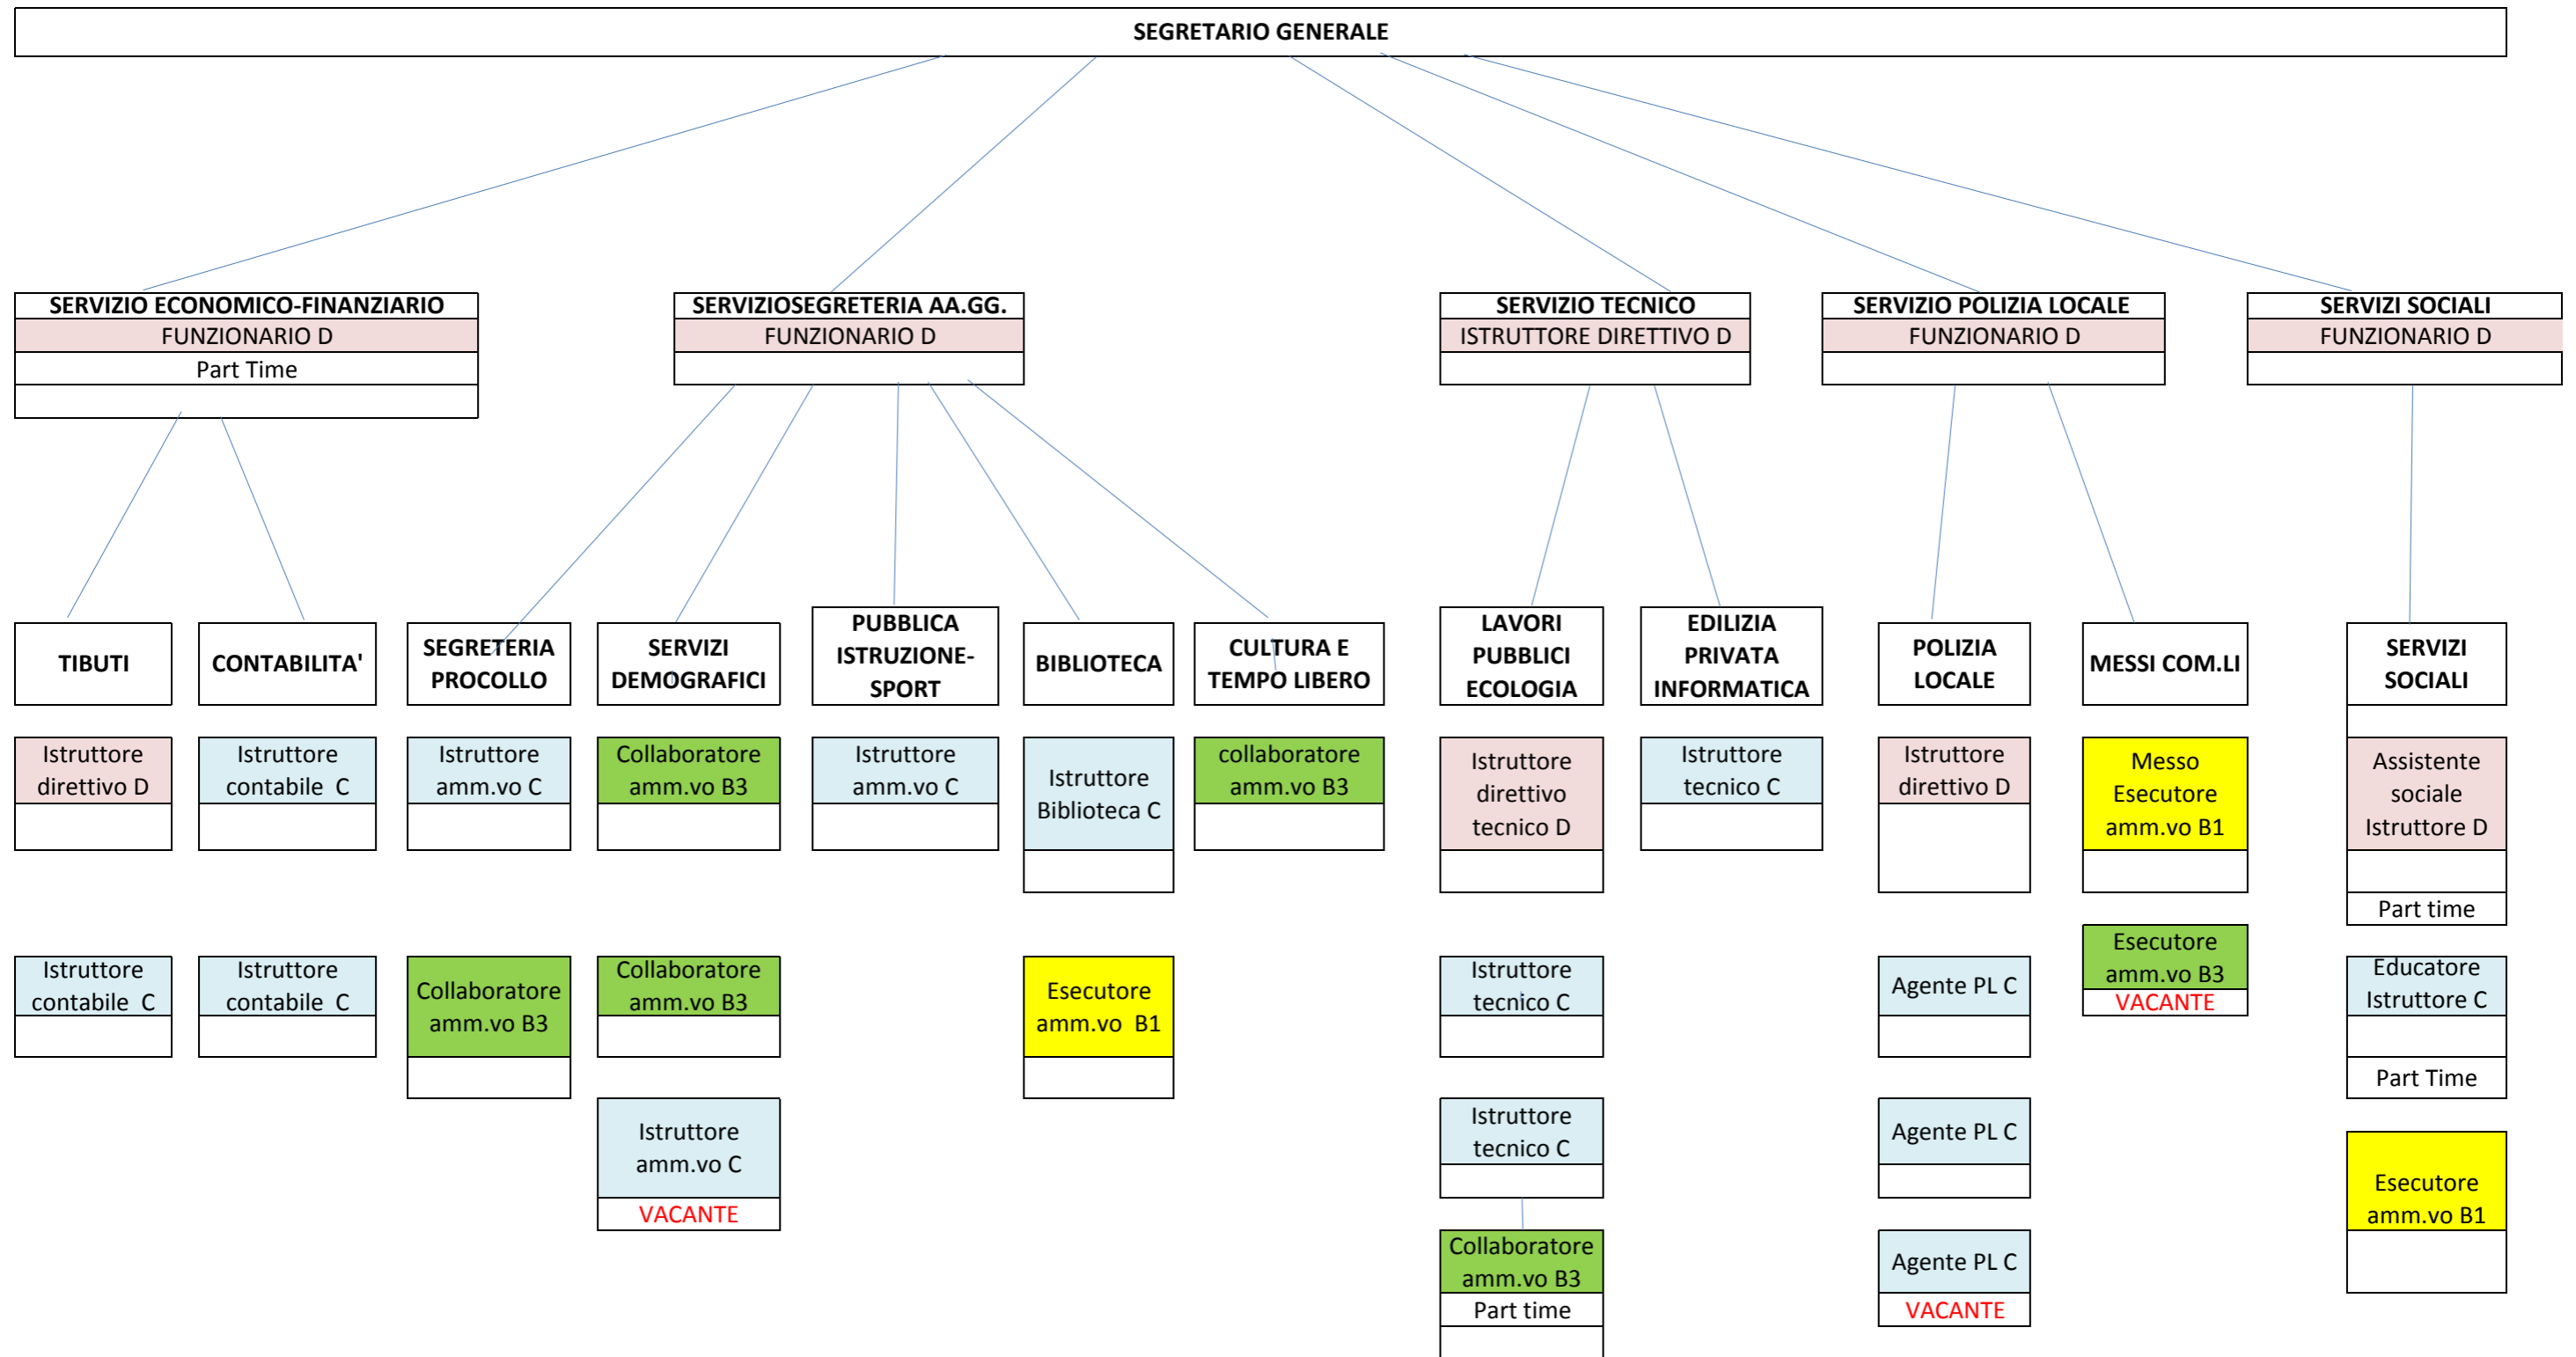 SEGRETARIO GENERALE
SERVIZIO ECONOMICO-FINANZIARIO
FUNZIONARIO D
Part Time
SERVIZIOSEGRETERIA AA.GG.
FUNZIONARIO D
SERVIZIO TECNICO
ISTRUTTORE DIRETTIVO D
SERVIZIO POLIZIA LOCALE
FUNZIONARIO D
SERVIZI SOCIALI
FUNZIONARIO D
TIBUTI
Istruttore
direttivo D
Istruttore
contabile C
CONTABILITA'
Istruttore
contabile C
Istruttore
contabile C
SEGRETERIA
PROCOLLO
Istruttore
amm.vo C
Collaboratore
amm.vo B3
SERVIZI
DEMOGRAFICI
Collaboratore
amm.vo B3
Collaboratore
amm.vo B3
Istruttore
amm.vo C
VACANTE
PUBBLICA
ISTRUZIONE-
SPORT
Istruttore
amm.vo C
BIBLIOTECA
Istruttore
Biblioteca C
Esecutore
amm.vo B1
CULTURA E
TEMPO LIBERO
collaboratore
amm.vo B3
LAVORI
PUBBLICI
ECOLOGIA
Istruttore
direttivo
tecnico D
Istruttore
tecnico C
Istruttore
tecnico C
Collaboratore
amm.vo B3
Part time
EDILIZIA
PRIVATA
INFORMATICA
Istruttore
tecnico C
POLIZIA
LOCALE
Istruttore
direttivo D
Agente PL C
Agente PL C
Agente PL C
VACANTE
MESSI COM.LI
Messo
Esecutore
amm.vo B1
Esecutore
amm.vo B3
VACANTE
SERVIZI
SOCIALI
Assistente
sociale
Istruttore D
Part time
Educatore
Istruttore C
Part Time
Esecutore
amm.vo B1